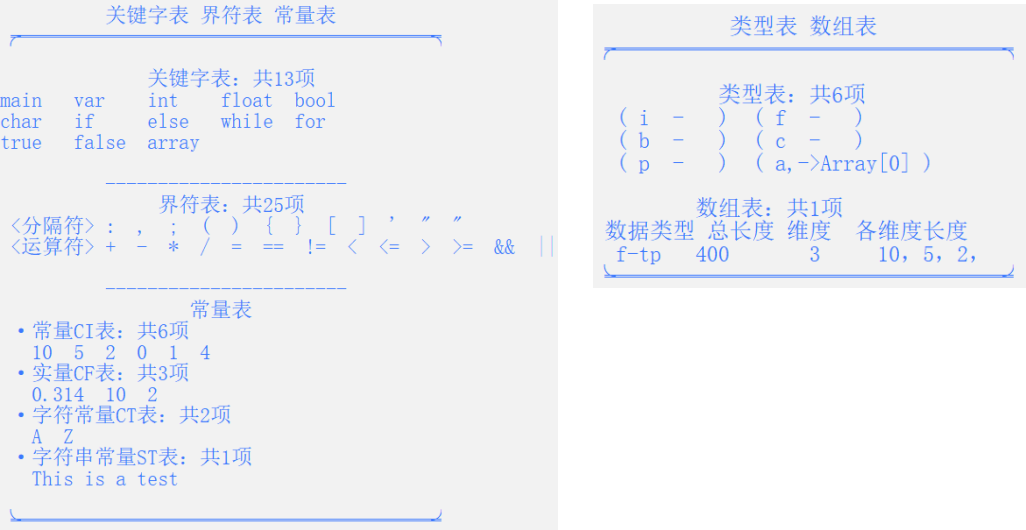 关键字表 界符表 常量表
关键字表：共13项
main var int float bool
char if else while for
true false array
-----------------------
界符表：共25项
<分隔符> : , ; ( ) { } [ ] ' " "
<运算符> + - * / = == != < <= > >= && ||
-----------------------
常量表
·常量CI表：共6项
10 5 2 0 1 4
·实量CF表：共3项
0.314 10 2
·字符常量CT表：共2项
A Z
·字符串常量ST表：共1项
This is a test
类型表 数组表
类型表：共6项
( i - ) ( f - )
( b - ) ( c - )
( p - ) ( a,->Array[0] )
数组表：共1项
数据类型 总长度 维度 各维度长度
f-tp 400 3 10, 5, 2,